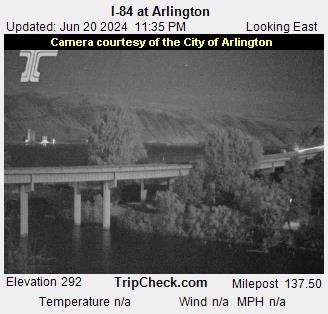 I-84 at Arlington
Updated: Jun 20 2024 11:35 PM Looking East
Camera courtesy of the City of Arlington
Elevation 292 TripCheck.com Milepost 137.50
Temperature n/a Wind n/a MPH n/a